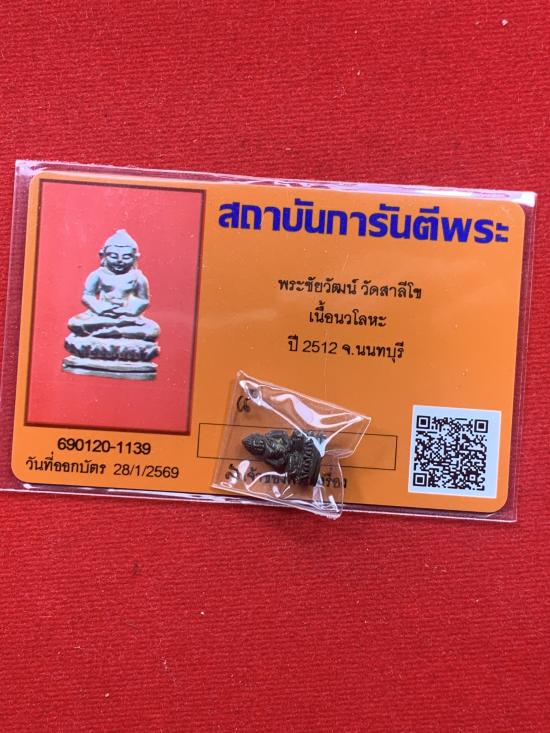 สถาบันการันตีพระ
พระชัยวัฒน์ วัดสาลีโข
เนื้อนวโลหะ
ปี 2512 จ.นนทบุรี
690120-1139
วันที่ออกบัตร 28/1/2569